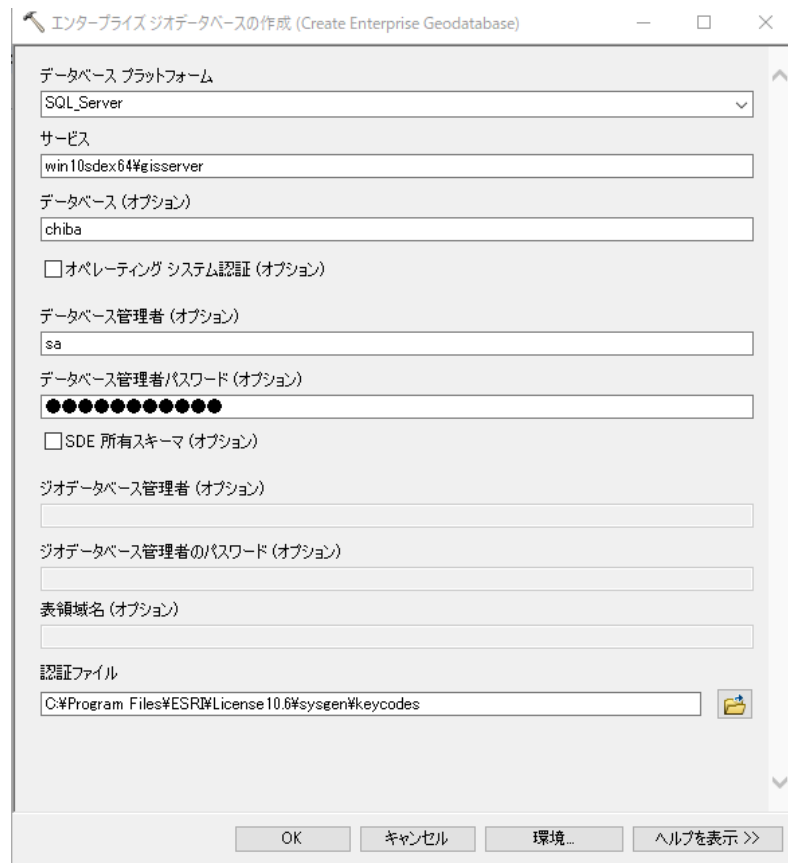 エンタープライズ ジオデータベースの作成 (Create Enterprise Geodatabase)
データベース プラットフォーム
SQL_Server
サービス
win10sdex64¥gisserver
データベース (オプション)
chiba
オペレーティング システム認証 (オプション)
データベース管理者 (オプション)
sa
データベース管理者パスワード (オプション)
●●●●●●●●●●●
SDE 所有スキーマ (オプション)
ジオデータベース管理者 (オプション)
ジオデータベース管理者のパスワード (オプション)
表領域名 (オプション)
認証ファイル
C:¥Program Files¥ESRI¥License10.6¥sysgen¥keycodes
OK キャンセル 環境... ヘルプを表示 >>